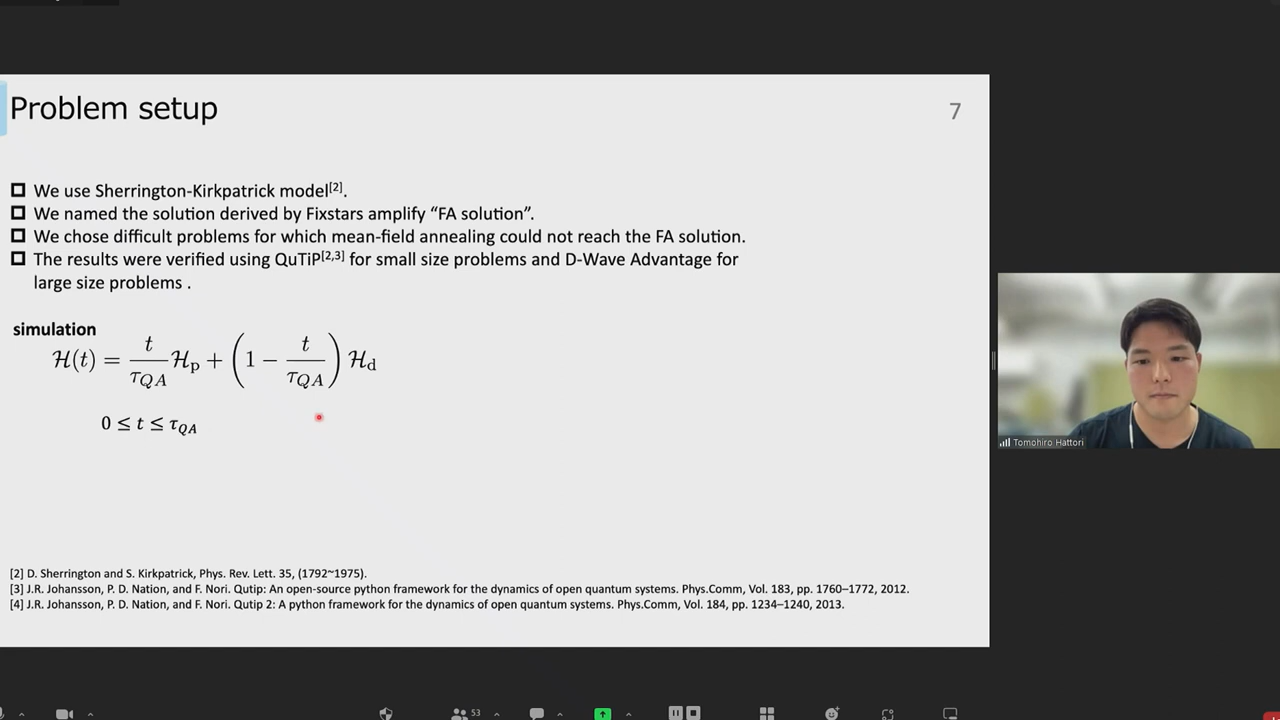 Problem setup
7
We use Sherrington-Kirkpatrick model[2].
We named the solution derived by Fixstars amplify “FA solution”.
We chose difficult problems for which mean-field annealing could not reach the FA solution.
The results were verified using QuTiP[2,3] for small size problems and D-Wave Advantage for
large size problems .
simulation
ℋ(t) = t/τ_QA ℋ_p + (1 − t/τ_QA) ℋ_d
0 ≤ t ≤ τ_QA
[2] D. Sherrington and S. Kirkpatrick, Phys. Rev. Lett. 35, (1792~1975).
[3] J.R. Johansson, P. D. Nation, and F. Nori. Qutip: An open-source python framework for the dynamics of open quantum systems. Phys.Comm, Vol. 183, pp. 1760–1772, 2012.
[4] J.R. Johansson, P. D. Nation, and F. Nori. Qutip 2: A python framework for the dynamics of open quantum systems. Phys.Comm, Vol. 184, pp. 1234–1240, 2013.
Tomohiro Hattori
53